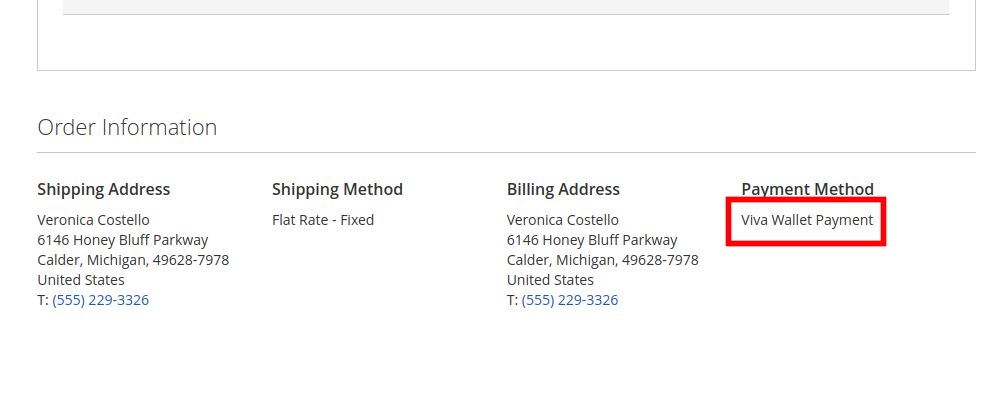 Order Information
Shipping Address
Veronica Costello
6146 Honey Bluff Parkway
Calder, Michigan, 49628-7978
United States
T: (555) 229-3326
Shipping Method
Flat Rate - Fixed
Billing Address
Veronica Costello
6146 Honey Bluff Parkway
Calder, Michigan, 49628-7978
United States
T: (555) 229-3326
Payment Method
Viva Wallet Payment